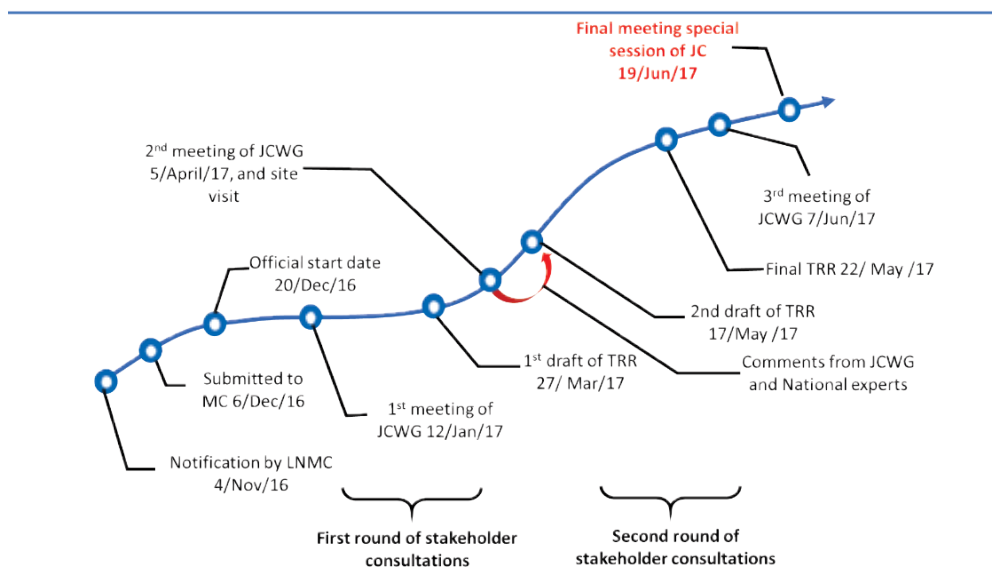 Final meeting special
session of JC
19/Jun/17
2nd meeting of JCWG
5/April/17, and site
visit
3rd meeting of
JCWG 7/Jun/17
Official start date
20/Dec/16
Final TRR 22/ May /17
2nd draft of TRR
17/May /17
1st draft of TRR
27/ Mar/17
Comments from JCWG
and National experts
Submitted to
MC 6/Dec/16
1st meeting of
JCWG 12/Jan/17
Notification by LNMC
4/Nov/16
First round of stakeholder
consultations
Second round of
stakeholder consultations